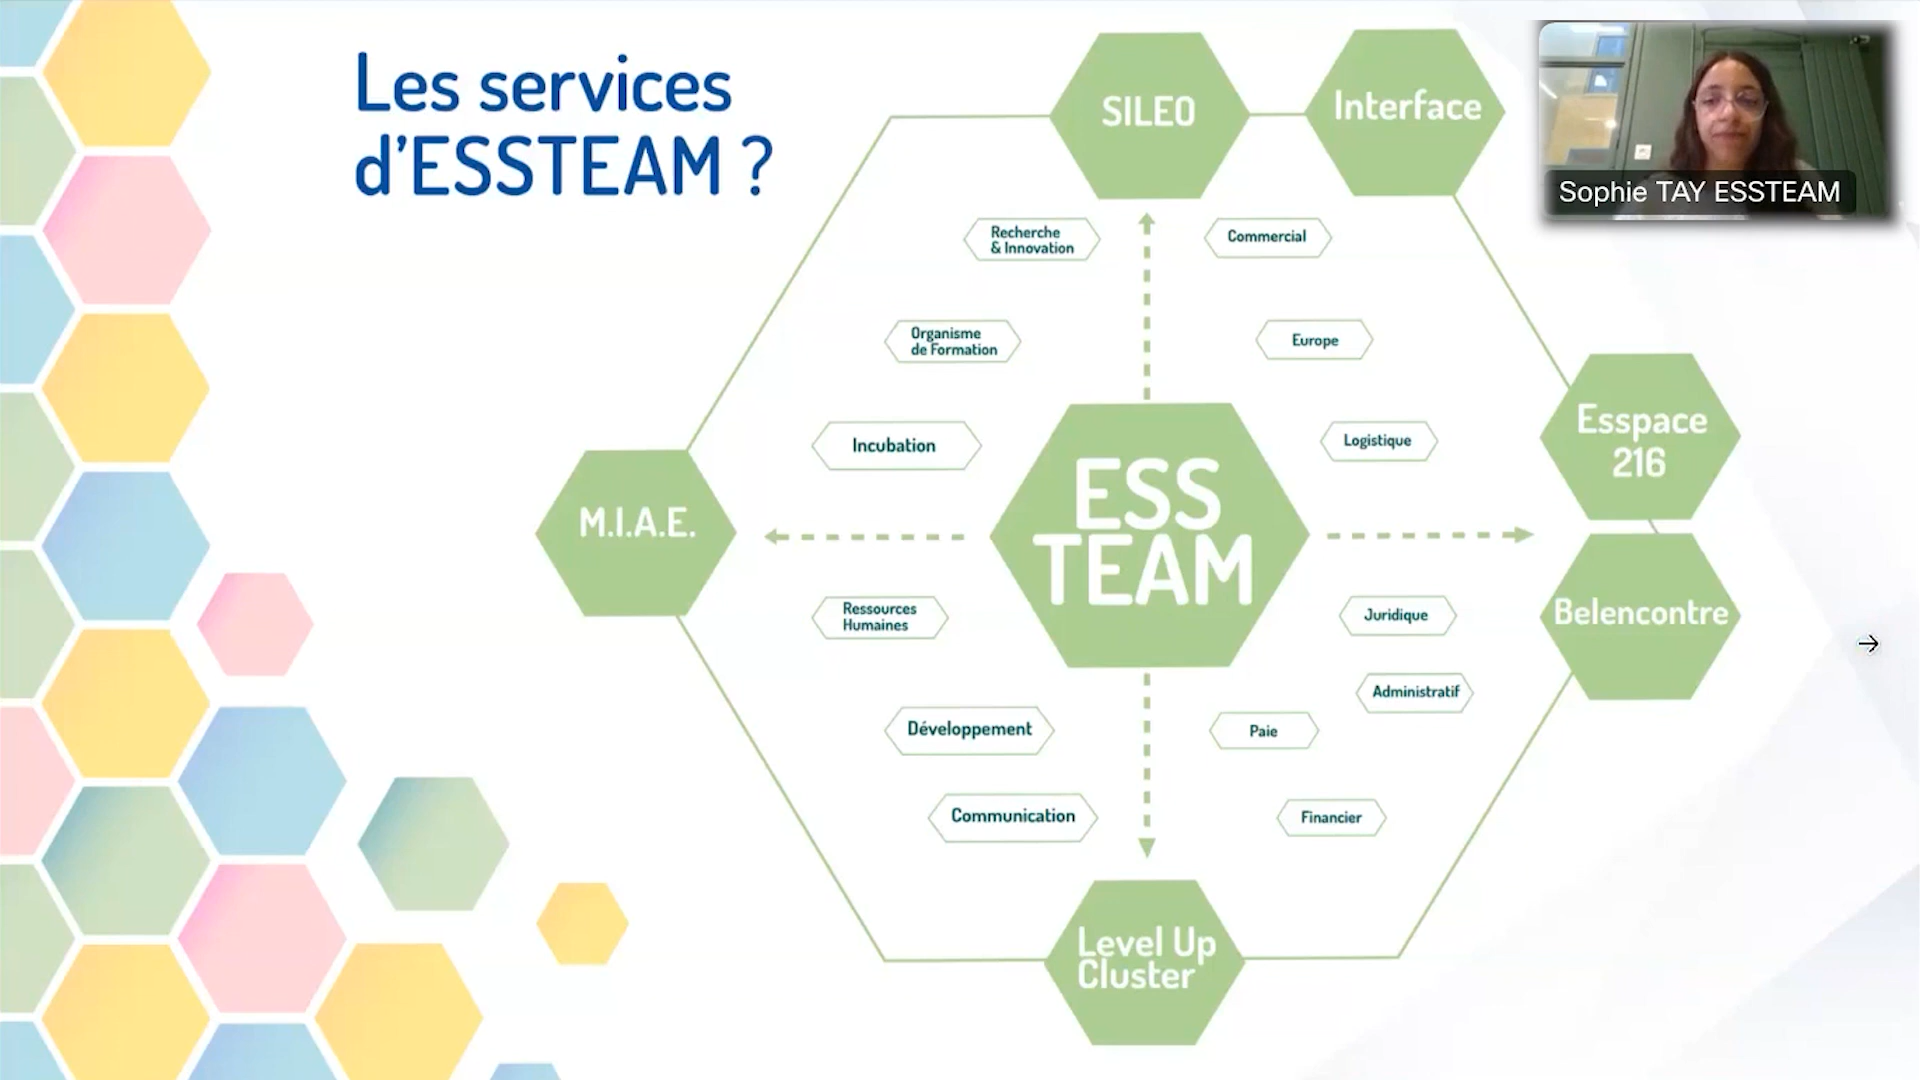 Les services
d'ESSTEAM ?
SILEO
Interface
Sophie TAY ESSTEAM
Recherche
& Innovation
Commercial
Organisme
de Formation
Europe
Incubation
Logistique
Esspace
216
M.I.A.E.
ESS
TEAM
Ressources
Humaines
Juridique
Belencontre
Administratif
Développement
Paie
Communication
Financier
Level Up
Cluster